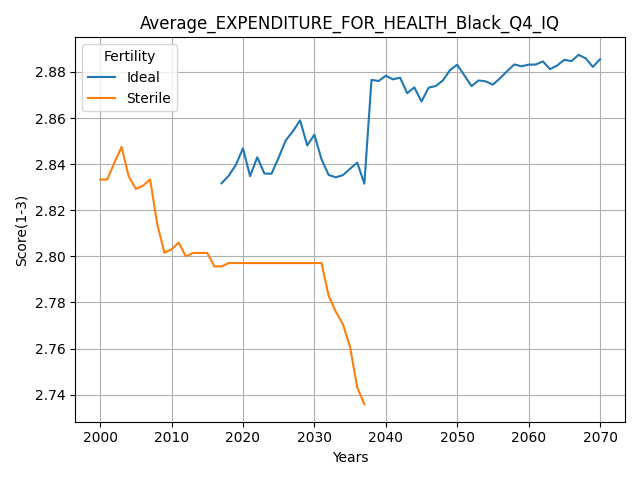 Average_EXPENDITURE_FOR_HEALTH_Black_Q4_IQ
Fertility
Ideal
Sterile
Score(1-3)
2.88
2.86
2.84
2.82
2.80
2.78
2.76
2.74
2000 2010 2020 2030 2040 2050 2060 2070
Years